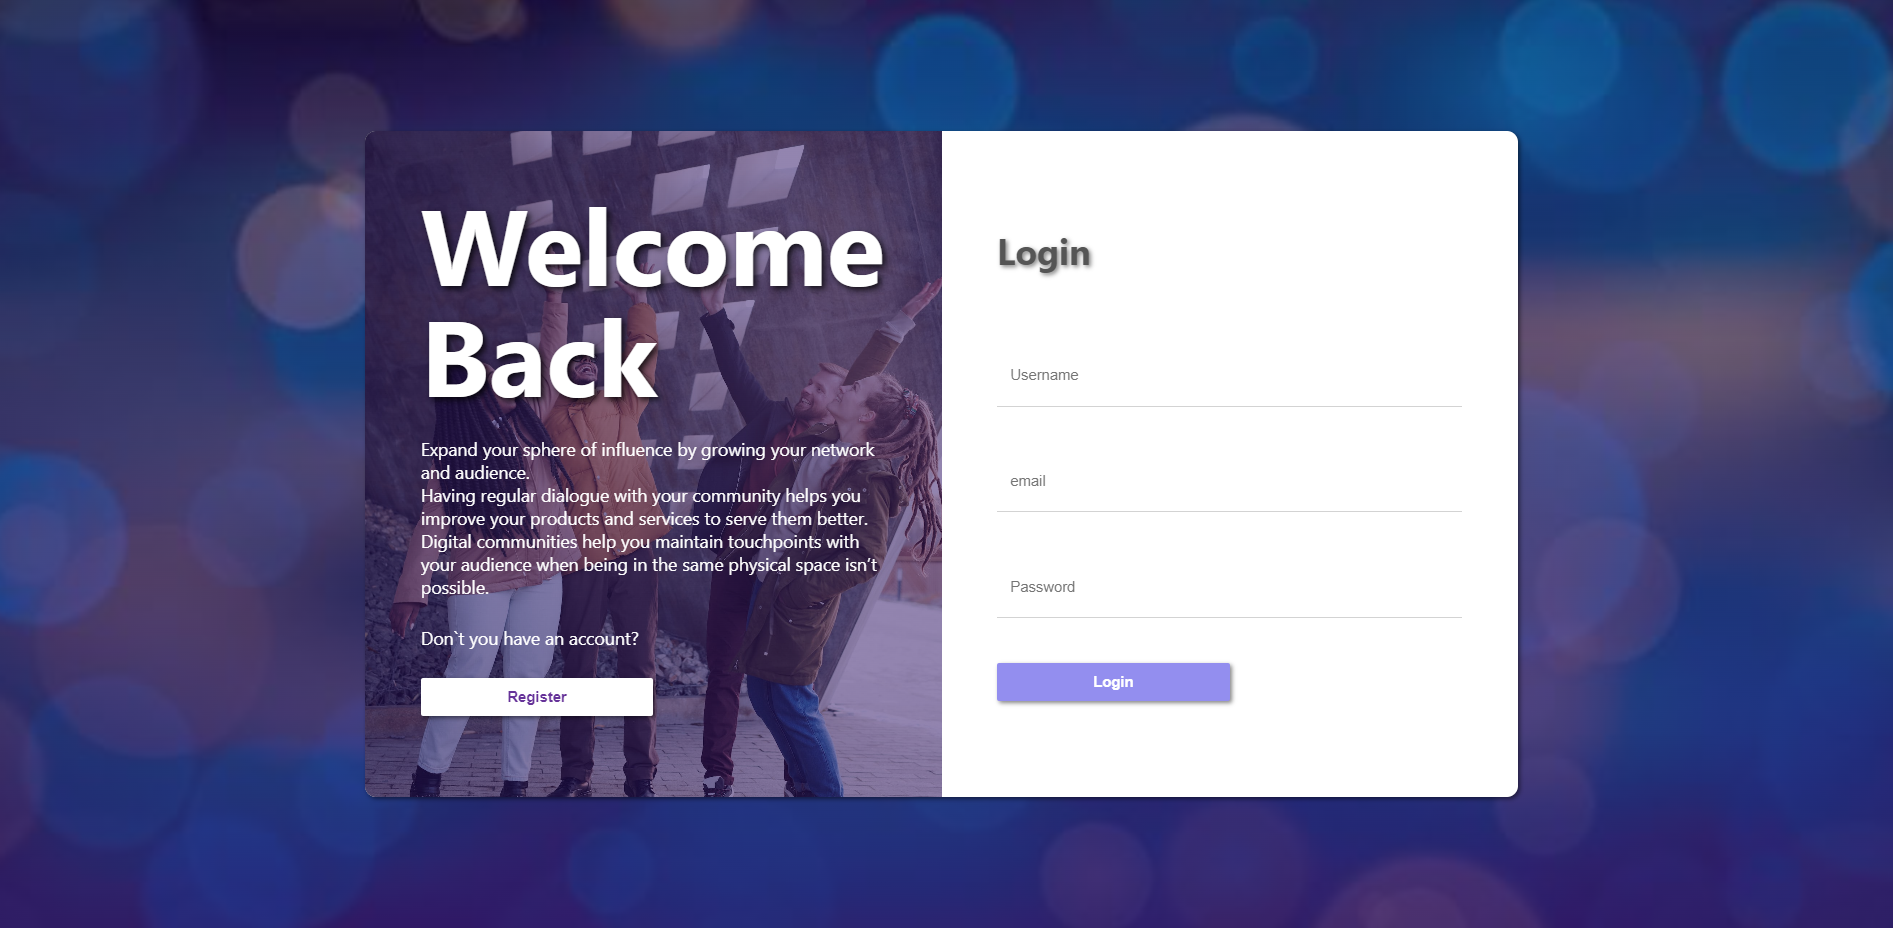 Welcome
Back
Expand your sphere of influence by growing your network
and audience.
Having regular dialogue with your community helps you
improve your products and services to serve them better.
Digital communities help you maintain touchpoints with
your audience when being in the same physical space isn’t
possible.
Don`t you have an account?
Register
Login
Username
email
Password
Login